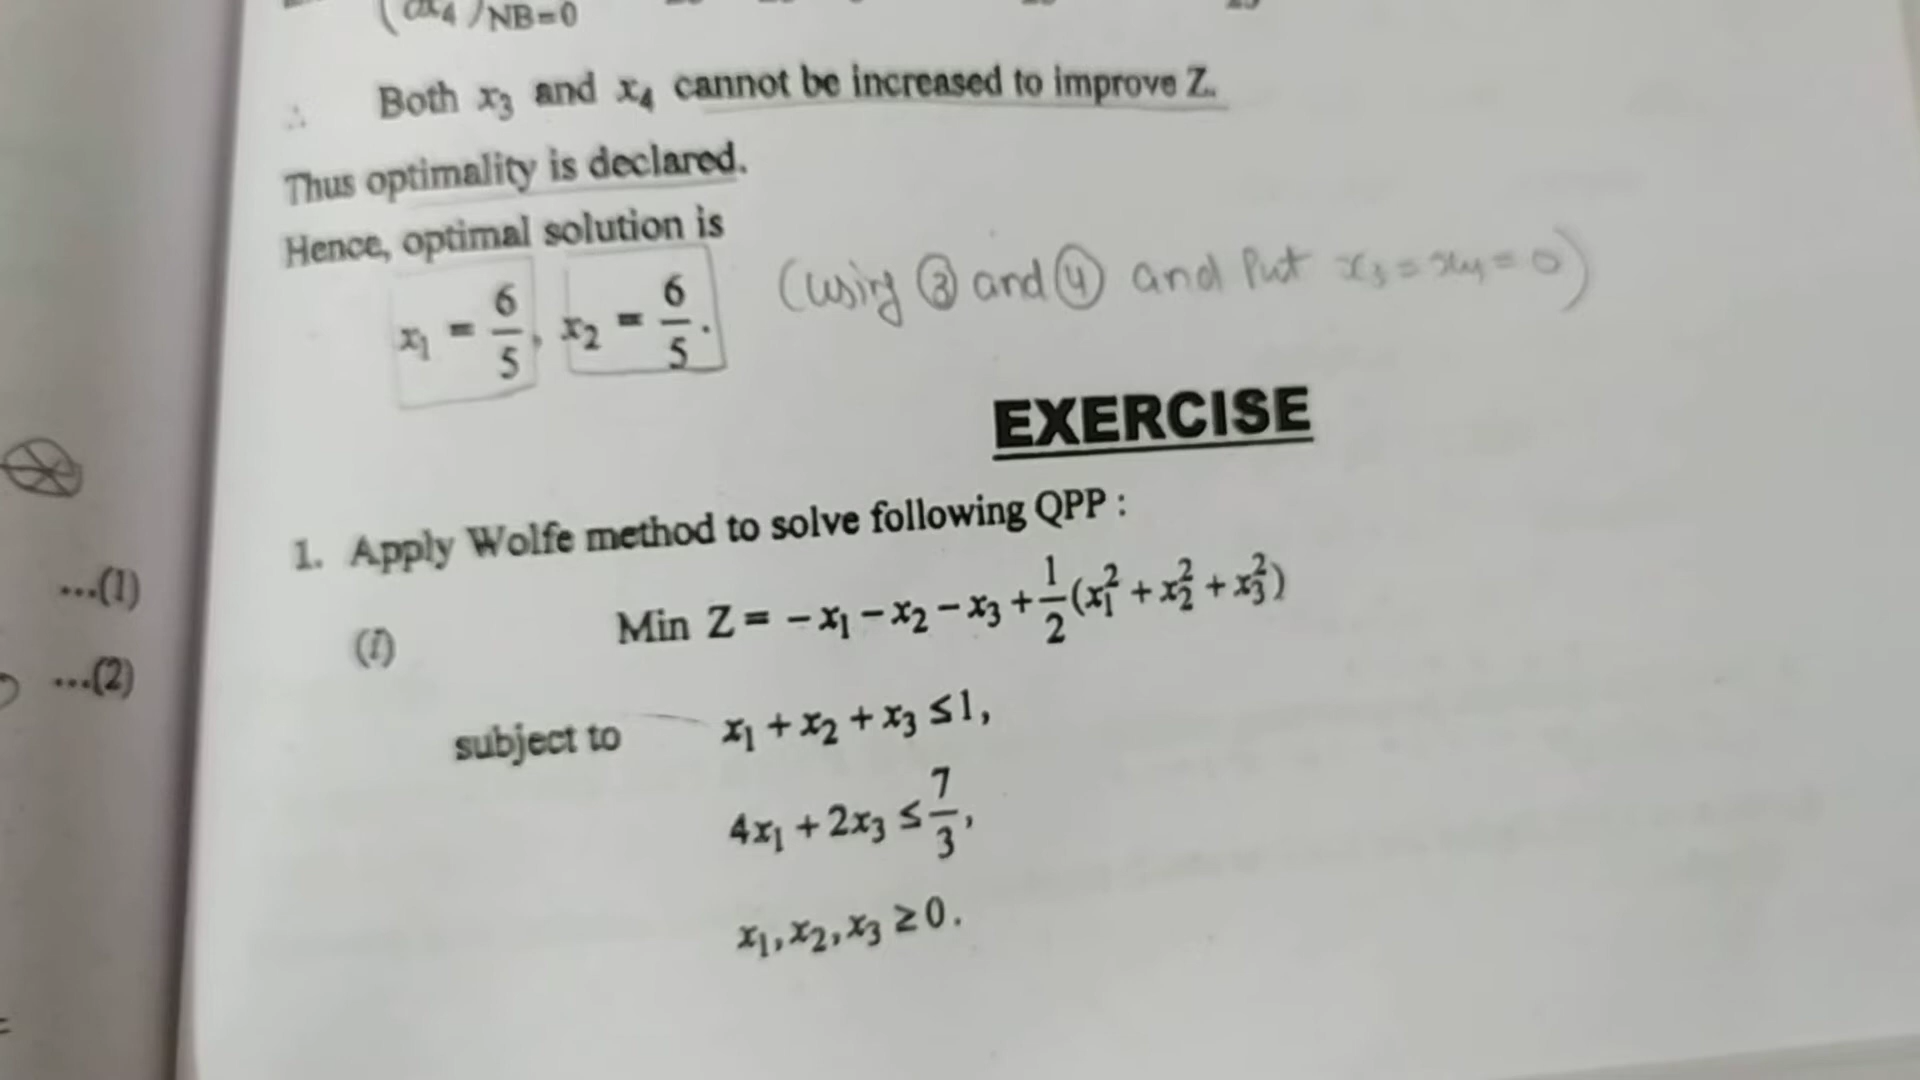 NB=0
∴ Both x₃ and x₄ cannot be increased to improve Z.
Thus optimality is declared.
Hence, optimal solution is
x₁ = 6/5, x₂ = 6/5. (using ③ and ④ and Put x₃ = x₄ = 0)
EXERCISE
1. Apply Wolfe method to solve following QPP :
...(1)
(i) Min Z = – x₁ – x₂ – x₃ + 1/2 (x₁² + x₂² + x₃²)
...(2)
subject to x₁ + x₂ + x₃ ≤ 1,
4x₁ + 2x₃ ≤ 7/3,
x₁, x₂, x₃ ≥ 0.